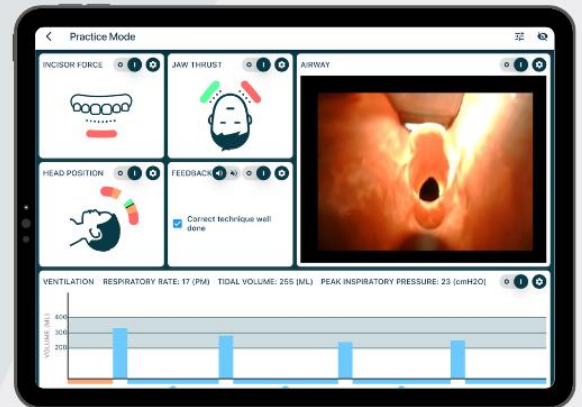 Practice Mode
INCISOR FORCE
JAW THRUST
AIRWAY
HEAD POSITION
FEEDBACK
Correct technique well
done
VENTILATION RESPIRATORY RATE: 17 (PM) TIDAL VOLUME: 255 (ML) PEAK INSPIRATORY PRESSURE: 23 (cmH2O)
VOLUME (ML)
400
300
200